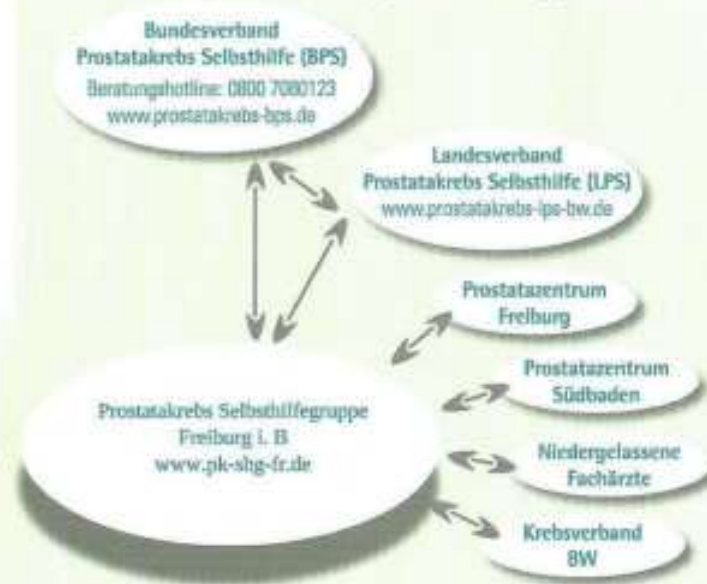 Bundesverband
Prostatakrebs Selbsthilfe (BPS)
Beratungshotline: 0800 7080123
www.prostatakrebs-bps.de
Landesverband
Prostatakrebs Selbsthilfe (LPS)
www.prostatakrebs-lps-bw.de
Prostatazentrum
Freiburg
Prostatazentrum
Südbaden
Prostatakrebs Selbsthilfegruppe
Freiburg i. B
www.pk-shg-fr.de
Niedergelassene
Fachärzte
Krebsverband
BW